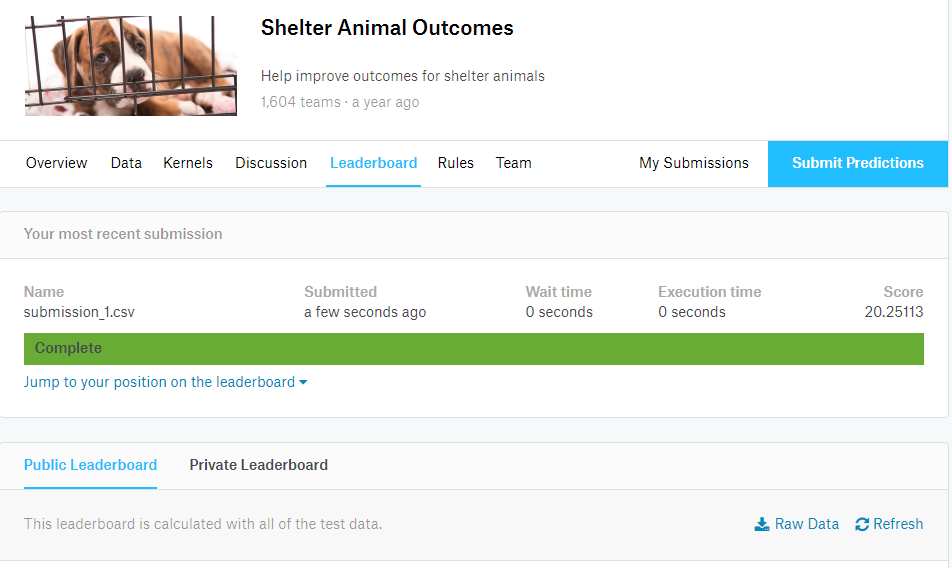 Shelter Animal Outcomes
Help improve outcomes for shelter animals
1,604 teams · a year ago
Overview Data Kernels Discussion Leaderboard Rules Team My Submissions Submit Predictions
Your most recent submission
Name Submitted Wait time Execution time Score
submission_1.csv a few seconds ago 0 seconds 0 seconds 20.25113
Complete
Jump to your position on the leaderboard
Public Leaderboard Private Leaderboard
This leaderboard is calculated with all of the test data. Raw Data Refresh